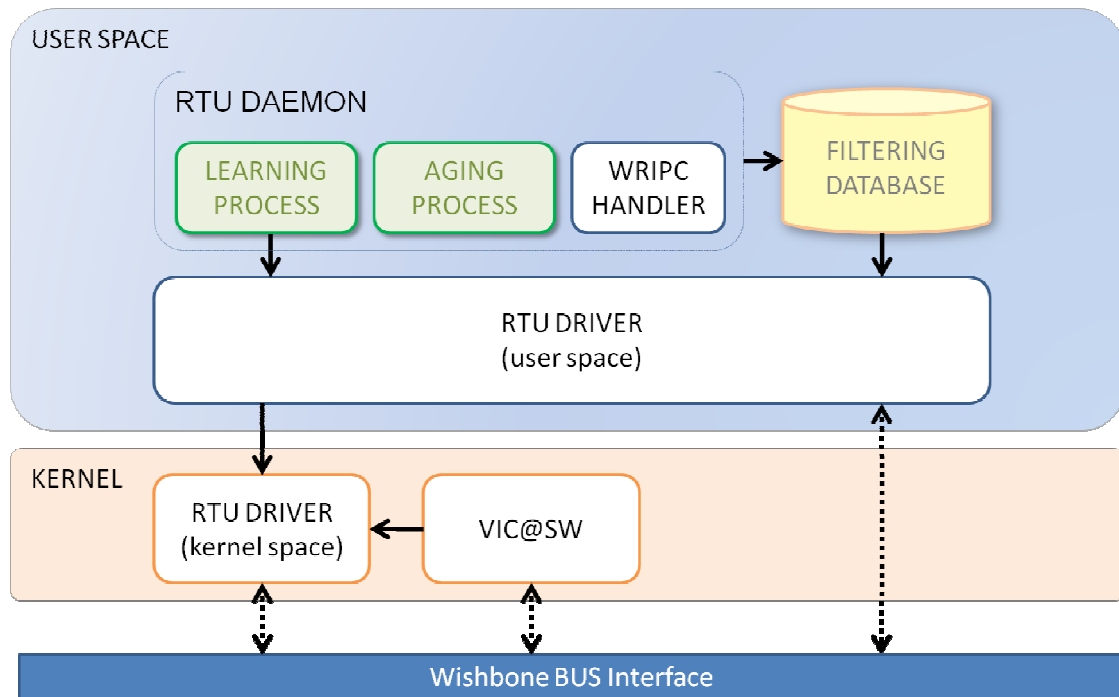 USER SPACE
RTU DAEMON
LEARNING
PROCESS
AGING
PROCESS
WRIPC
HANDLER
FILTERING
DATABASE
RTU DRIVER
(user space)
KERNEL
RTU DRIVER
(kernel space)
VIC@SW
Wishbone BUS Interface